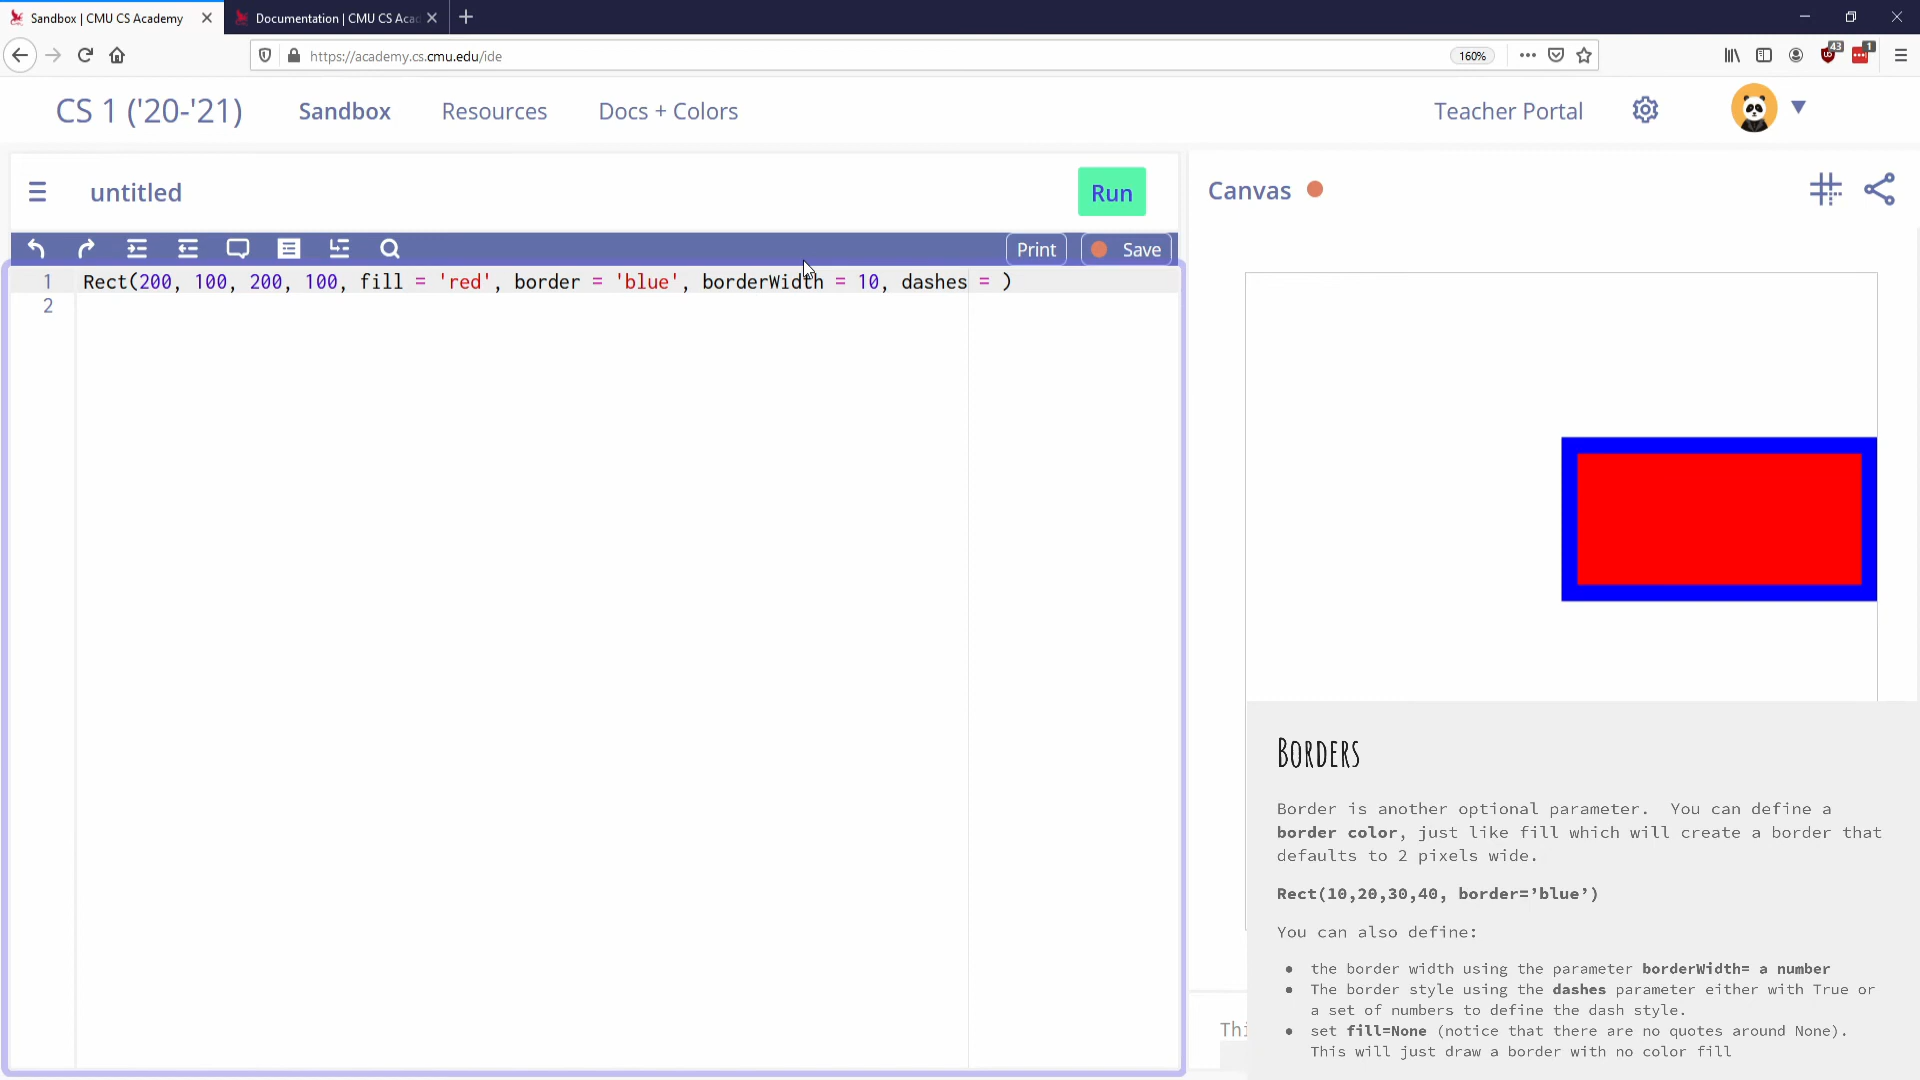 Sandbox | CMU CS Academy
Documentation | CMU CS Aca
https://academy.cs.cmu.edu/ide
160%
43
1
CS 1 ('20-'21)
Sandbox
Resources
Docs + Colors
Teacher Portal
untitled
Run
Canvas
Print
Save
1 Rect(200, 100, 200, 100, fill = 'red', border = 'blue', borderWidth = 10, dashes = )
2
Borders
Border is another optional parameter. You can define a
border color, just like fill which will create a border that
defaults to 2 pixels wide.
Rect(10,20,30,40, border=’blue’)
You can also define:
● the border width using the parameter borderWidth= a number
● The border style using the dashes parameter either with True or
a set of numbers to define the dash style.
● set fill=None (notice that there are no quotes around None).
This will just draw a border with no color fill